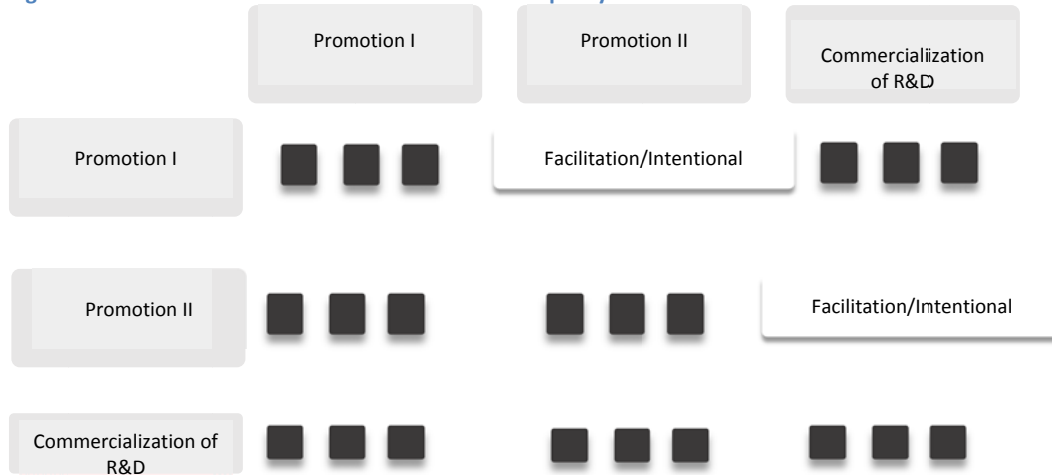 Promotion I
Promotion II
Commercialization
of R&D
Promotion I
Facilitation/Intentional
Promotion II
Facilitation/Intentional
Commercialization of
R&D